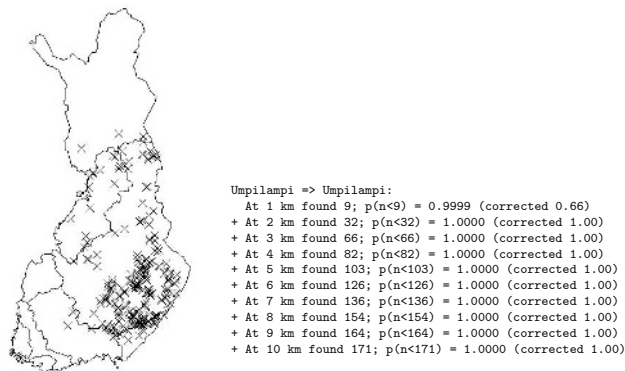 Umpilampi => Umpilampi:
At 1 km found 9; p(n<9) = 0.9999 (corrected 0.66)
+ At 2 km found 32; p(n<32) = 1.0000 (corrected 1.00)
+ At 3 km found 66; p(n<66) = 1.0000 (corrected 1.00)
+ At 4 km found 82; p(n<82) = 1.0000 (corrected 1.00)
+ At 5 km found 103; p(n<103) = 1.0000 (corrected 1.00)
+ At 6 km found 126; p(n<126) = 1.0000 (corrected 1.00)
+ At 7 km found 136; p(n<136) = 1.0000 (corrected 1.00)
+ At 8 km found 154; p(n<154) = 1.0000 (corrected 1.00)
+ At 9 km found 164; p(n<164) = 1.0000 (corrected 1.00)
+ At 10 km found 171; p(n<171) = 1.0000 (corrected 1.00)